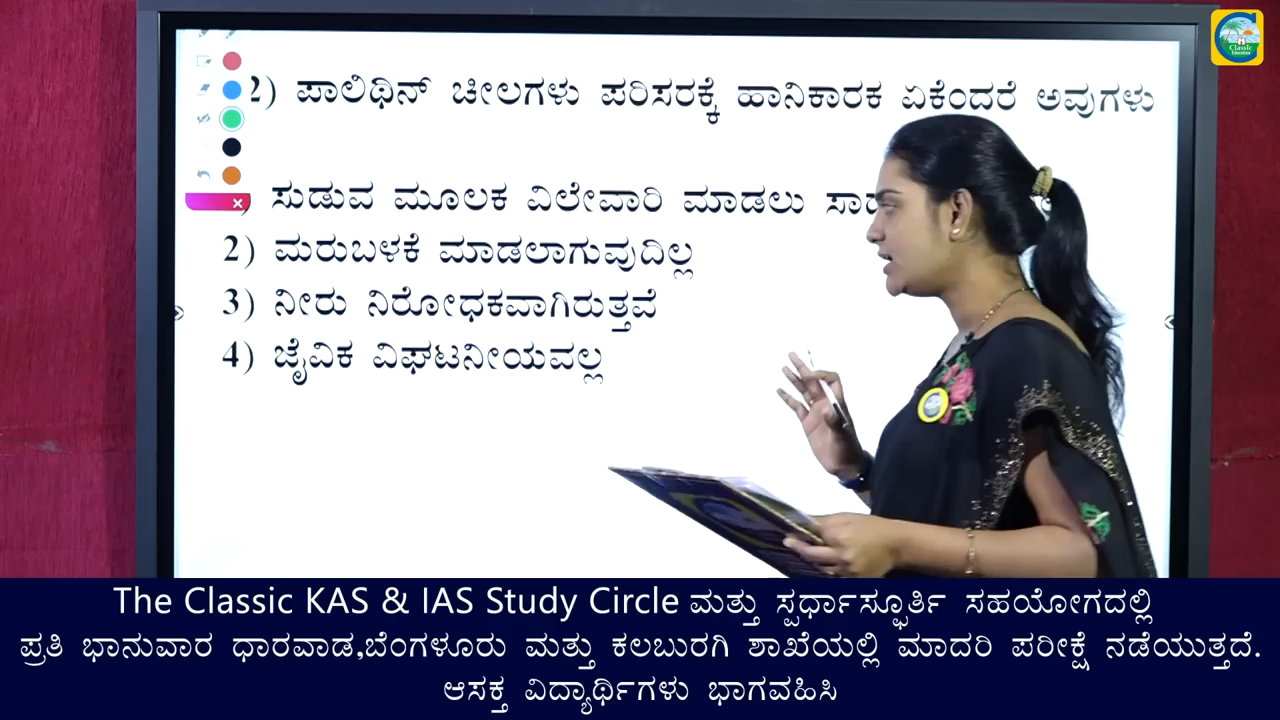 Classic
Education
2) ಪಾಲಿಥಿನ್ ಚೀಲಗಳು ಪರಿಸರಕ್ಕೆ ಹಾನಿಕಾರಕ ಏಕೆಂದರೆ ಅವುಗಳು
) ಸುಡುವ ಮೂಲಕ ವಿಲೇವಾರಿ ಮಾಡಲು
2) ಮರುಬಳಕೆ ಮಾಡಲಾಗುವುದಿಲ್ಲ
3) ನೀರು ನಿರೋಧಕವಾಗಿರುತ್ತವೆ
4) ಜೈವಿಕ ವಿಘಟನೀಯವಲ್ಲ
The Classic KAS & IAS Study Circle ಮತ್ತು ಸ್ಪರ್ಧಾಸ್ಫೂರ್ತಿ ಸಹಯೋಗದಲ್ಲಿ
ಪ್ರತಿ ಭಾನುವಾರ ಧಾರವಾಡ,ಬೆಂಗಳೂರು ಮತ್ತು ಕಲಬುರಗಿ ಶಾಖೆಯಲ್ಲಿ ಮಾದರಿ ಪರೀಕ್ಷೆ ನಡೆಯುತ್ತದೆ.
ಆಸಕ್ತ ವಿದ್ಯಾರ್ಥಿಗಳು ಭಾಗವಹಿಸಿ